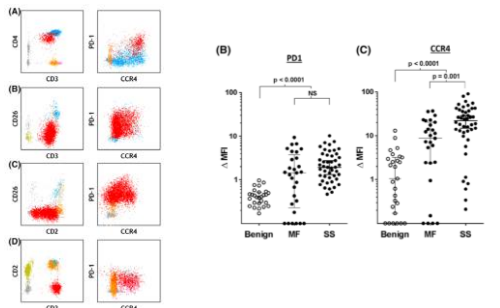 (A)
CD4
CD3
PD-1
CCR4
(B)
CD26
CD3
PD-1
CCR4
(C)
CD26
CD2
PD-1
CCR4
(D)
CD2
CD3
PD-1
CCR4
(B)
PD1
p < 0.0001
NS
Δ MFI
100
10
1
Benign MF SS
(C)
CCR4
p < 0.0001
p = 0.001
Δ MFI
100
10
1
Benign MF SS